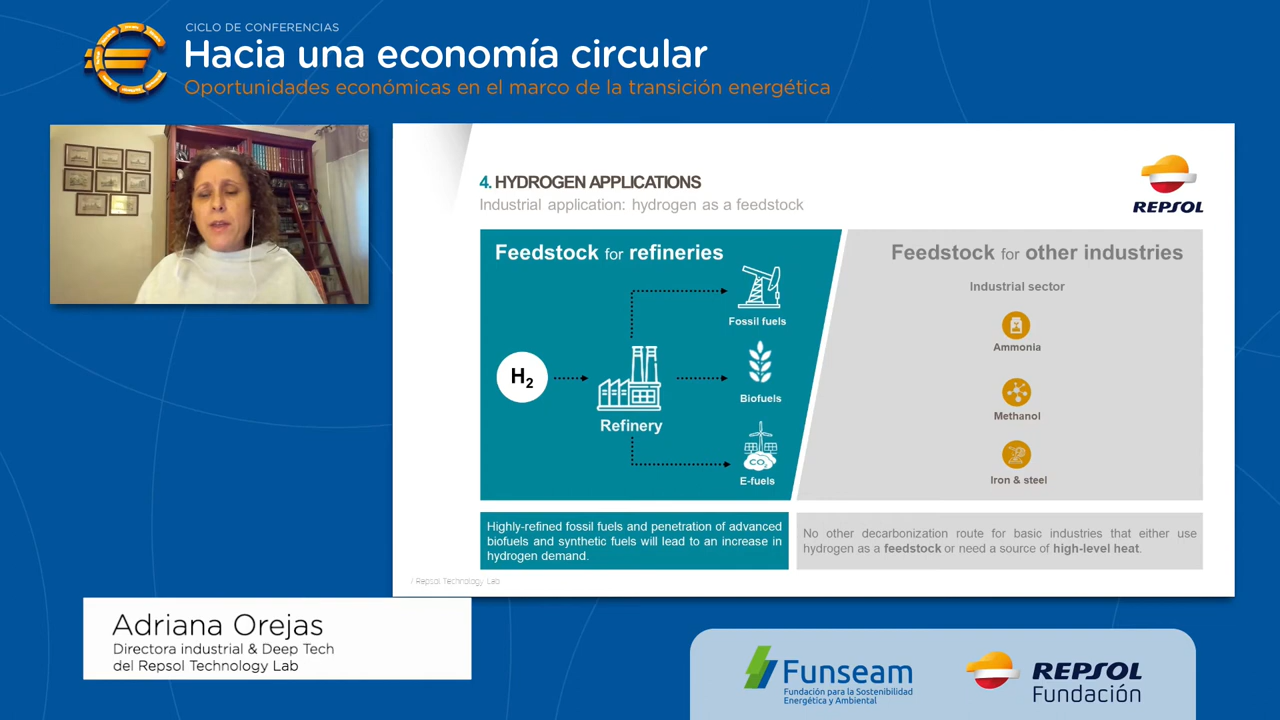 CICLO DE CONFERENCIAS
Hacia una economía circular
Oportunidades económicas en el marco de la transición energética
4. HYDROGEN APPLICATIONS
Industrial application: hydrogen as a feedstock
REPSOL
Feedstock for refineries
Fossil fuels
H2
Refinery
Biofuels
CO2
E-fuels
Feedstock for other industries
Industrial sector
Ammonia
Methanol
Iron & steel
Highly-refined fossil fuels and penetration of advanced
biofuels and synthetic fuels will lead to an increase in
hydrogen demand.
No other decarbonization route for basic industries that either use
hydrogen as a feedstock or need a source of high-level heat.
/ Repsol Technology Lab
Adriana Orejas
Directora industrial & Deep Tech
del Repsol Technology Lab
Funseam
Fundación para la Sostenibilidad
Energética y Ambiental
REPSOL
Fundación